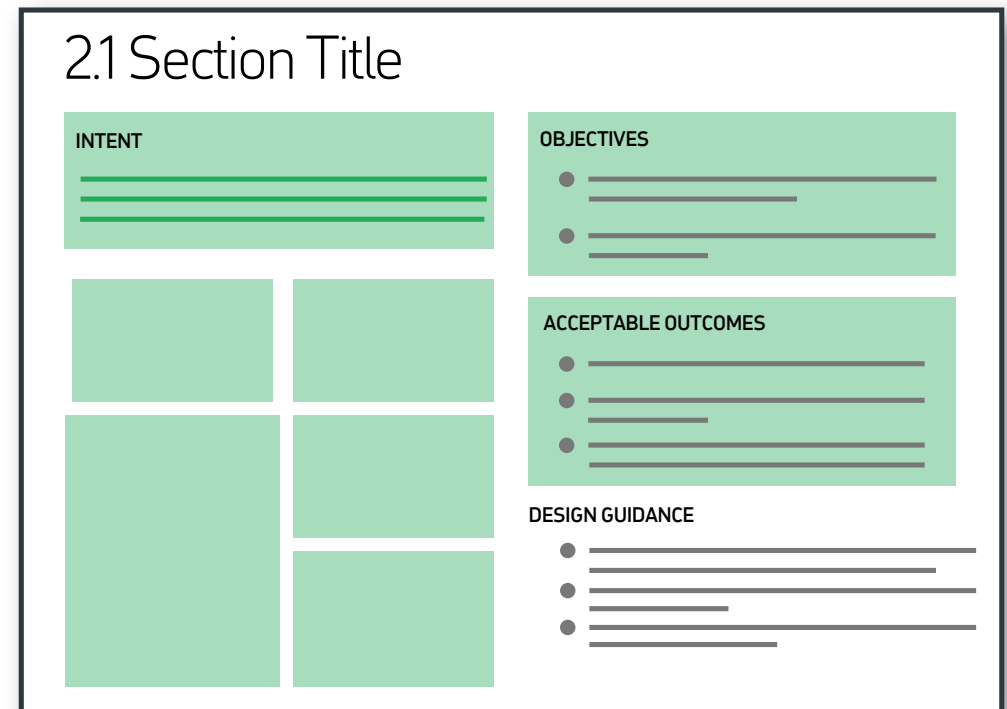 2.1 Section Title
INTENT
OBJECTIVES
ACCEPTABLE OUTCOMES
DESIGN GUIDANCE